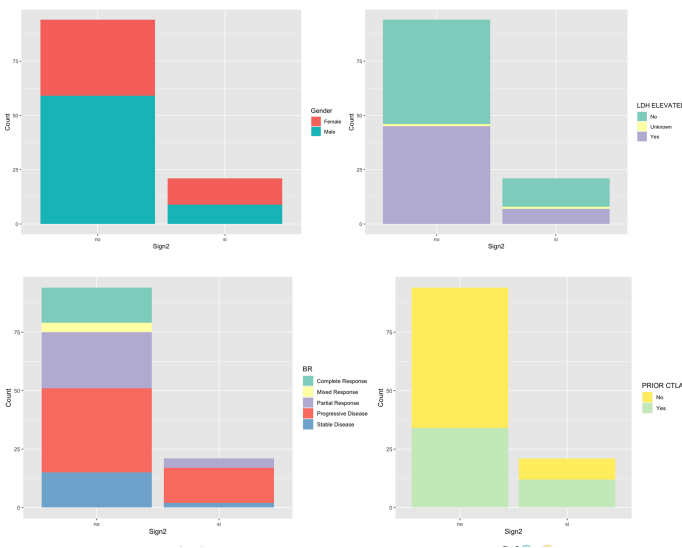 75
50
25
0
Count
no
si
Sign2
Gender
Female
Male
75
50
25
0
Count
no
si
Sign2
LDH ELEVATED
No
Unknown
Yes
75
50
25
0
Count
no
si
Sign2
BR
Complete Response
Mixed Response
Partial Response
Progressive Disease
Stable Disease
75
50
25
0
Count
no
si
Sign2
PRIOR CTLA
No
Yes